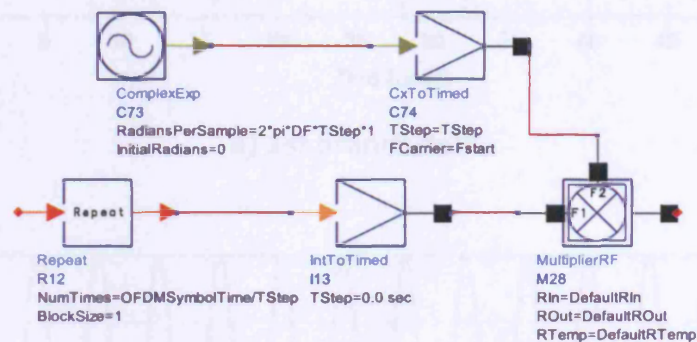 ComplexExp
C73
RadiansPerSample=2*pi*DF*TStep*1
InitialRadians=0
CxToTimed
C74
TStep=TStep
FCarrier=Fstart
Repeat
Repeat
R12
NumTimes=OFDMSymbolTime/TStep
BlockSize=1
IntToTimed
I13
TStep=0.0 sec
F2
F1
MultiplierRF
M28
RIn=DefaultRIn
ROut=DefaultROut
RTemp=DefaultRTemp